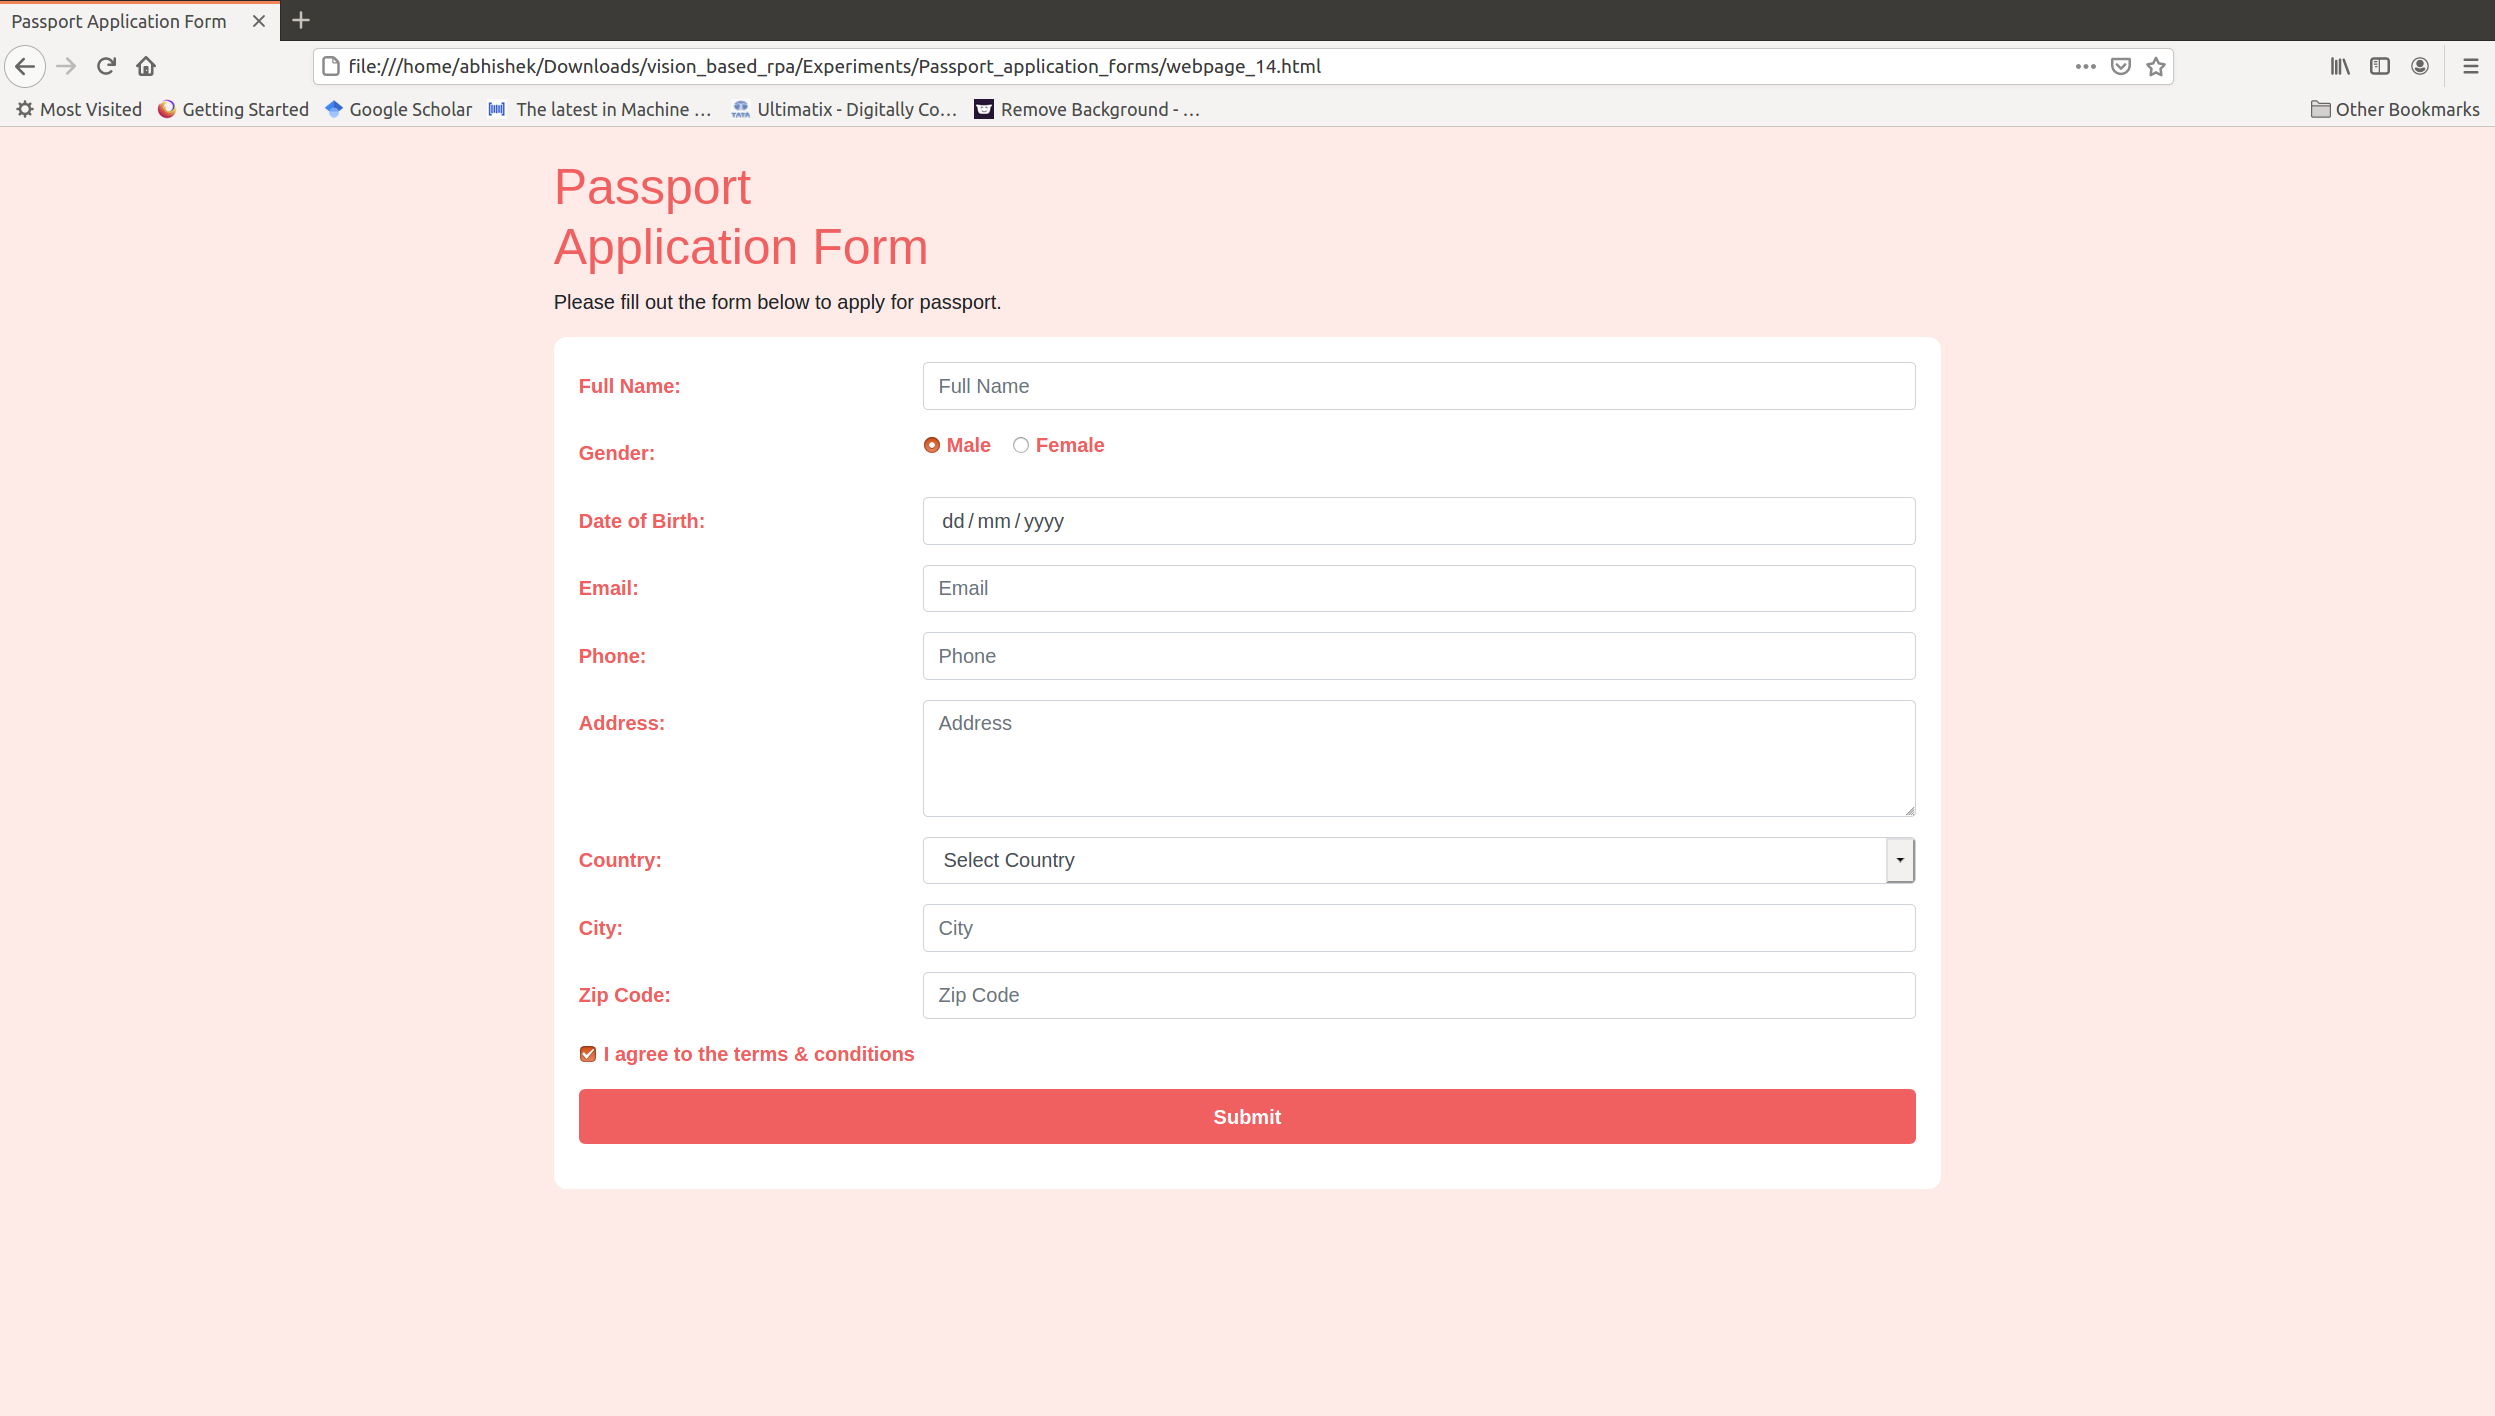 Passport Application Form
file:///home/abhishek/Downloads/vision_based_rpa/Experiments/Passport_application_forms/webpage_14.html
Most Visited Getting Started Google Scholar The latest in Machine … TATA Ultimatix - Digitally Co… Remove Background - … Other Bookmarks
Passport
Application Form
Please fill out the form below to apply for passport.
Full Name: Full Name
Gender: Male Female
Date of Birth: dd / mm / yyyy
Email: Email
Phone: Phone
Address: Address
Country: Select Country
City: City
Zip Code: Zip Code
I agree to the terms & conditions
Submit